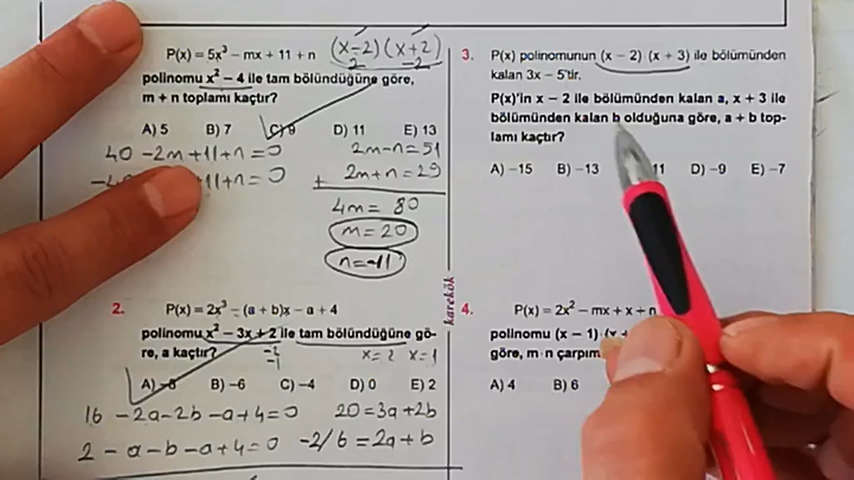 P(x) = 5x³ − mx + 11 + n (x−2)(x+2)
2 −2
polinomu x² − 4 ile tam bölündüğüne göre,
m + n toplamı kaçtır?
A) 5 B) 7 C) 9 D) 11 E) 13
40 −2m+11+n=0 2m−n=51
11+n=0 + 2m+n=29
4m= 80
m=20
n=−11
2. P(x) = 2x³ − (a + b)x − a + 4
polinomu x² − 3x + 2 ile tam bölündüğüne gö-
re, a kaçtır? −2 x=2 x=1
−1
A) −8 B) −6 C) −4 D) 0 E) 2
16 −2a−2b−a+4=0 20=3a+2b
2 −a−b−a+4=0 −2/6=2a+b
karekök
3. P(x) polinomunun (x − 2) (x + 3) ile bölümünden
kalan 3x − 5'tir.
P(x)'in x − 2 ile bölümünden kalan a, x + 3 ile
bölümünden kalan b olduğuna göre, a + b top-
lamı kaçtır?
A) −15 B) −13 11 D) −9 E) −7
4. P(x) = 2x² − mx + x + n
polinomu (x − 1) (x +
göre, m n çarpım
A) 4 B) 6